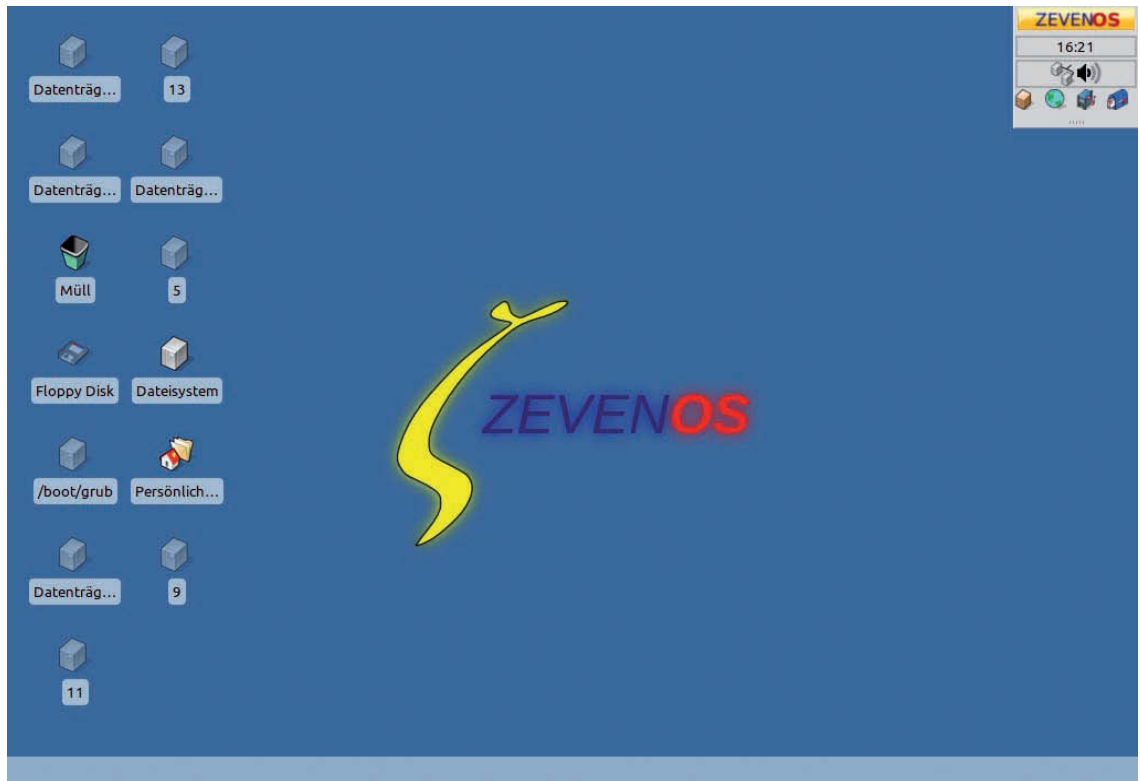 Datenträg...
13
Datenträg...
Datenträg...
Müll
5
Floppy Disk
Dateisystem
/boot/grub
Persönlich...
Datenträg...
9
11
ZEVENOS
ZEVENOS
16:21